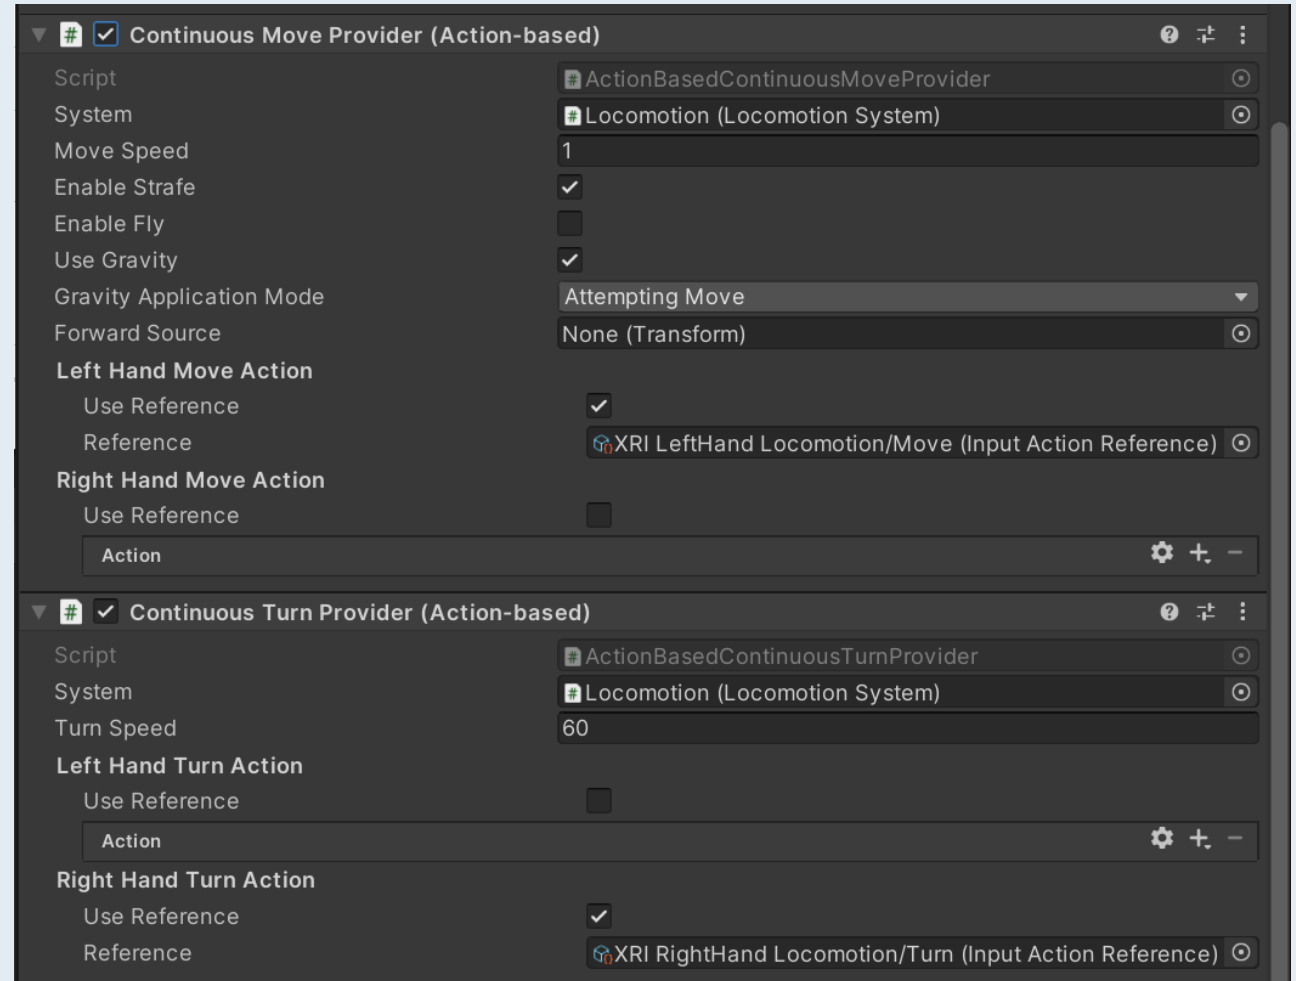 Continuous Move Provider (Action-based)
Script # ActionBasedContinuousMoveProvider
System # Locomotion (Locomotion System)
Move Speed 1
Enable Strafe
Enable Fly
Use Gravity
Gravity Application Mode Attempting Move
Forward Source None (Transform)
Left Hand Move Action
Use Reference
Reference XRI LeftHand Locomotion/Move (Input Action Reference)
Right Hand Move Action
Use Reference
Action
Continuous Turn Provider (Action-based)
Script # ActionBasedContinuousTurnProvider
System # Locomotion (Locomotion System)
Turn Speed 60
Left Hand Turn Action
Use Reference
Action
Right Hand Turn Action
Use Reference
Reference XRI RightHand Locomotion/Turn (Input Action Reference)